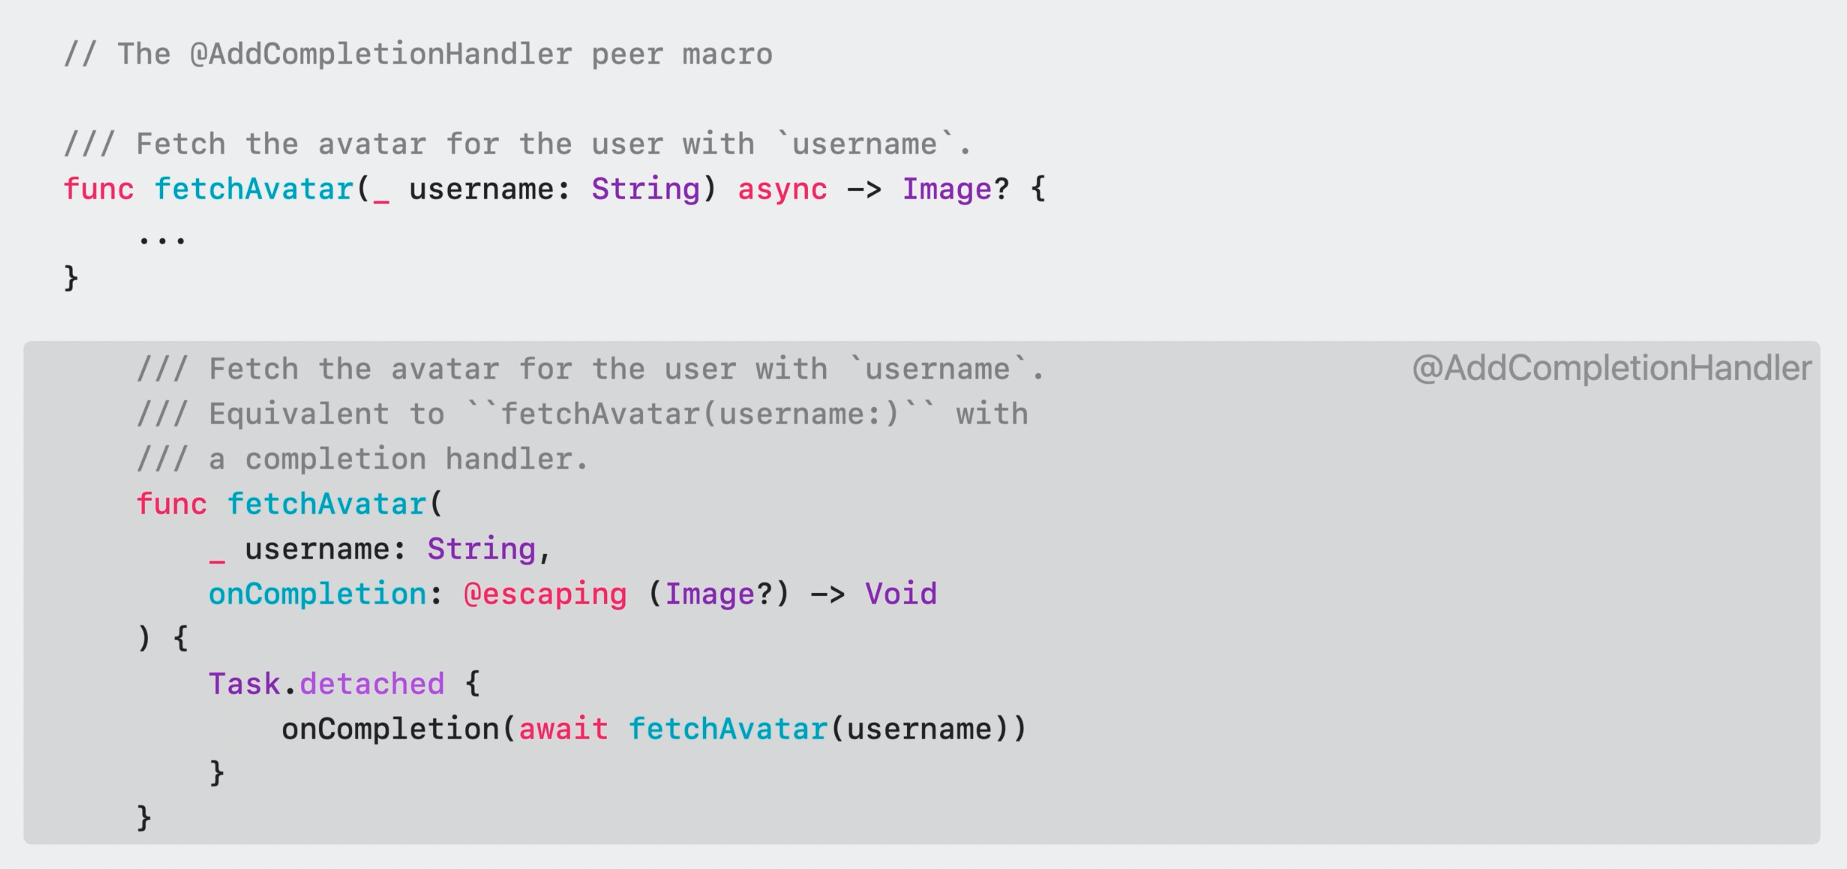 // The @AddCompletionHandler peer macro
/// Fetch the avatar for the user with `username`.
func fetchAvatar(_ username: String) async -> Image? {
...
}
/// Fetch the avatar for the user with `username`.
@AddCompletionHandler
/// Equivalent to ``fetchAvatar(username:)`` with
/// a completion handler.
func fetchAvatar(
_ username: String,
onCompletion: @escaping (Image?) -> Void
) {
Task.detached {
onCompletion(await fetchAvatar(username))
}
}